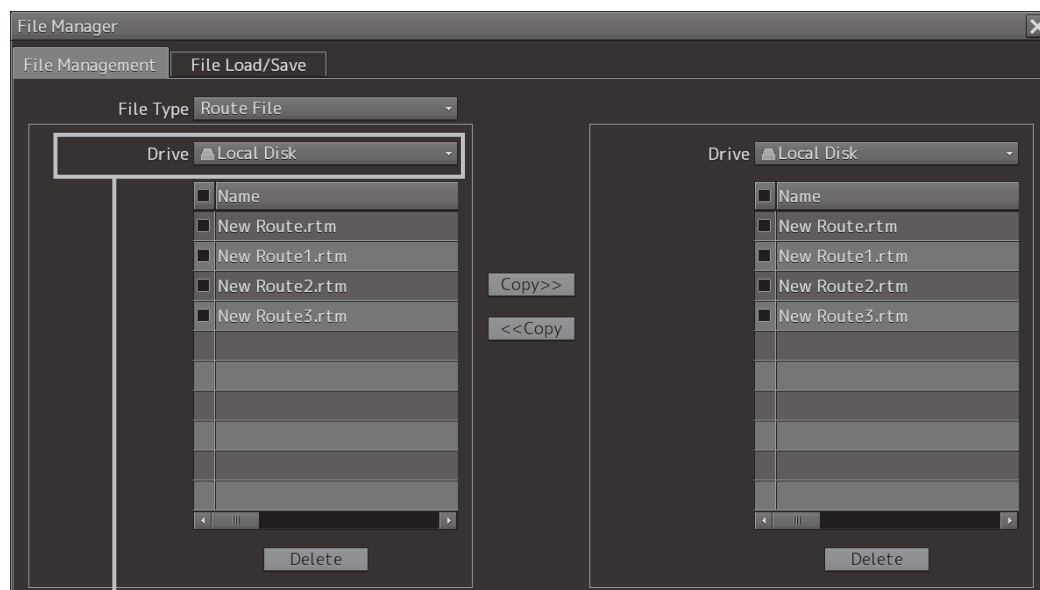 File Manager
File Management File Load/Save
File Type Route File
Drive Local Disk
Name
New Route.rtm
New Route1.rtm
New Route2.rtm
New Route3.rtm
Delete
Copy>>
<<Copy
Drive Local Disk
Name
New Route.rtm
New Route1.rtm
New Route2.rtm
New Route3.rtm
Delete